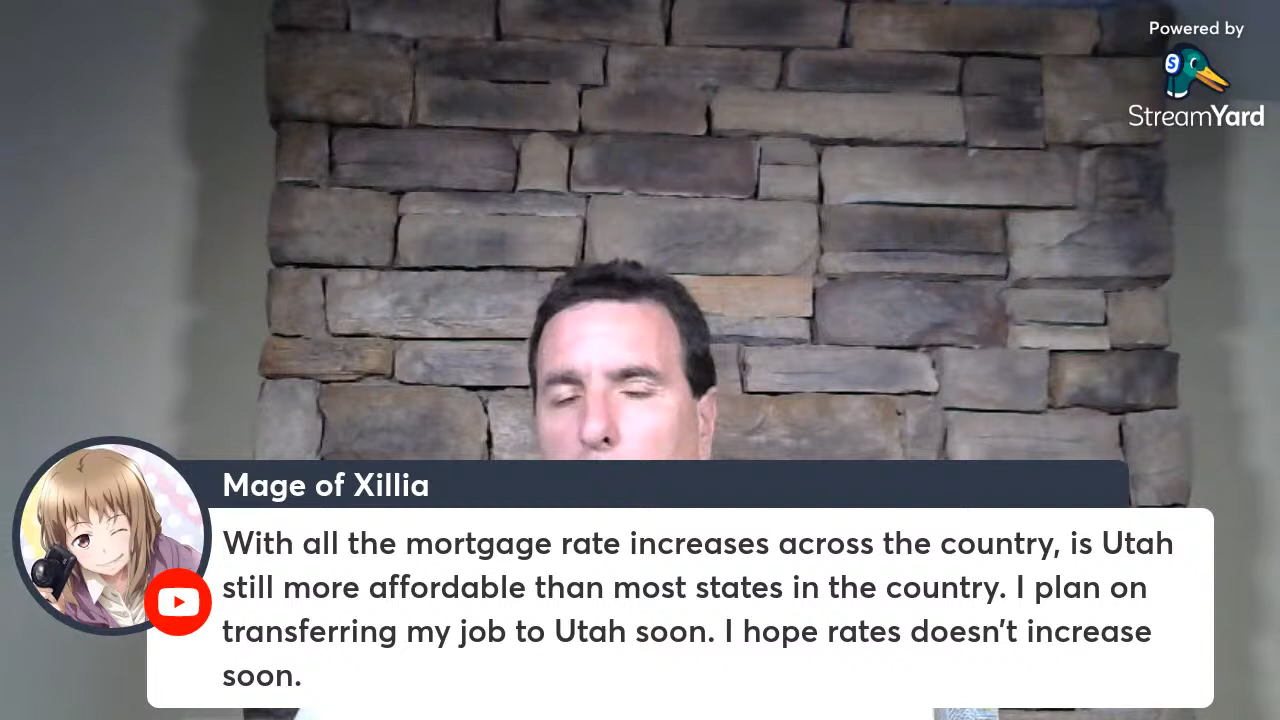 Powered by
S
StreamYard
Mage of Xillia
With all the mortgage rate increases across the country, is Utah
still more affordable than most states in the country. I plan on
transferring my job to Utah soon. I hope rates doesn't increase
soon.